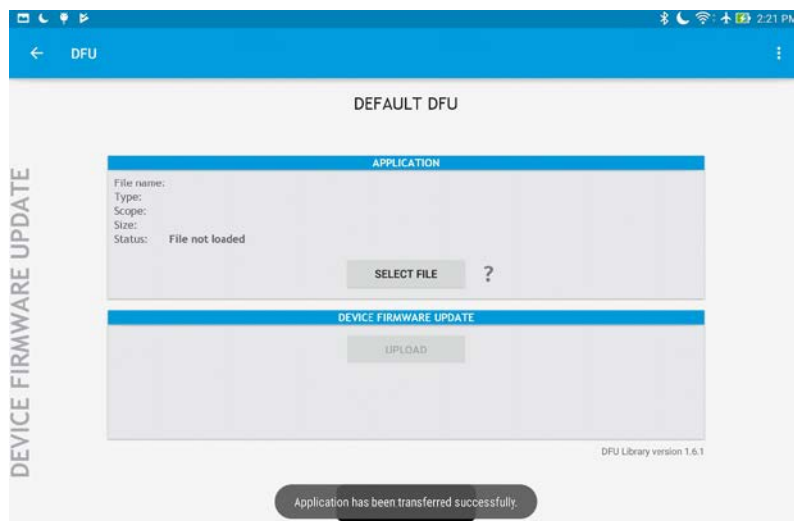 2:21 PM
DFU
DEFAULT DFU
DEVICE FIRMWARE UPDATE
APPLICATION
File name:
Type:
Scope:
Size:
Status: File not loaded
SELECT FILE ?
DEVICE FIRMWARE UPDATE
UPLOAD
DFU Library version 1.6.1
Application has been transferred successfully.